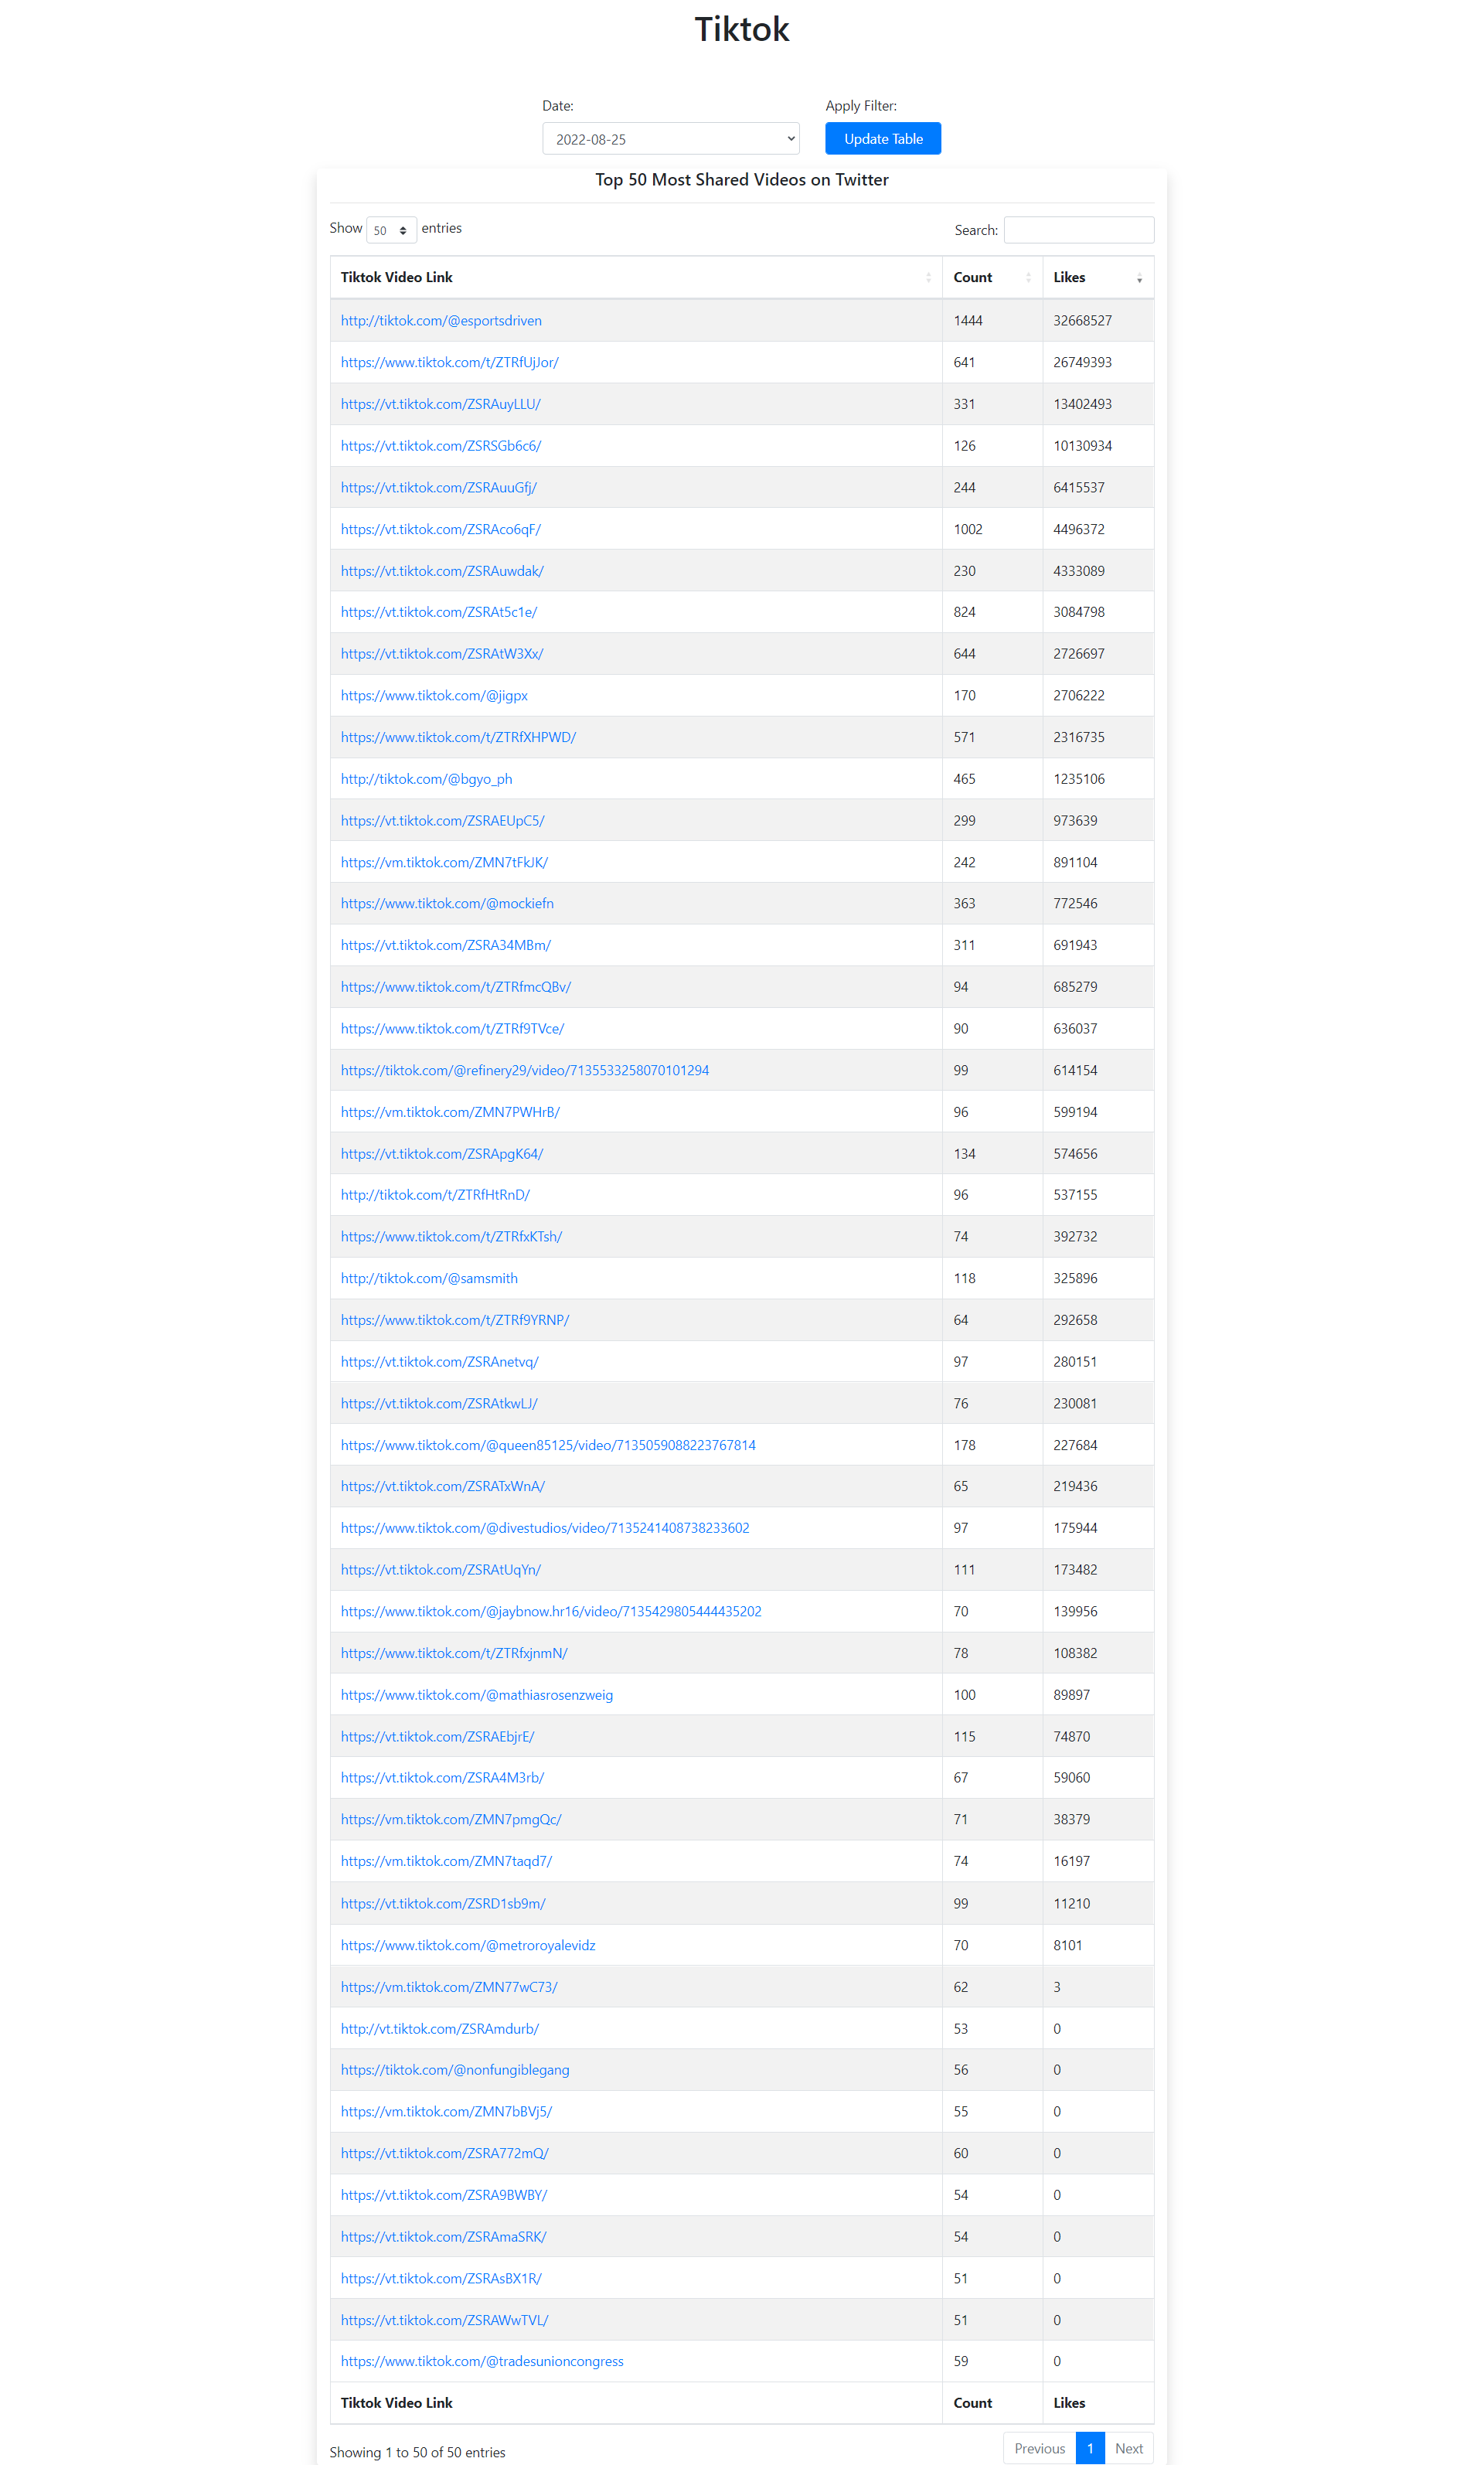 Tiktok
Date: Apply Filter:
2022-08-25 Update Table
Top 50 Most Shared Videos on Twitter
Show 50 entries Search:
Tiktok Video Link Count Likes
http://tiktok.com/@esportsdriven 1444 32668527
https://www.tiktok.com/t/ZTRfUjJor/ 641 26749393
https://vt.tiktok.com/ZSRAuyLLU/ 331 13402493
https://vt.tiktok.com/ZSRSGb6c6/ 126 10130934
https://vt.tiktok.com/ZSRAuuGfj/ 244 6415537
https://vt.tiktok.com/ZSRAco6qF/ 1002 4496372
https://vt.tiktok.com/ZSRAuwdak/ 230 4333089
https://vt.tiktok.com/ZSRAt5c1e/ 824 3084798
https://vt.tiktok.com/ZSRAtW3Xx/ 644 2726697
https://www.tiktok.com/@jigpx 170 2706222
https://www.tiktok.com/t/ZTRfXHPWD/ 571 2316735
http://tiktok.com/@bgyo_ph 465 1235106
https://vt.tiktok.com/ZSRAEUpC5/ 299 973639
https://vm.tiktok.com/ZMN7tFkJK/ 242 891104
https://www.tiktok.com/@mockiefn 363 772546
https://vt.tiktok.com/ZSRA34MBm/ 311 691943
https://www.tiktok.com/t/ZTRfmcQBv/ 94 685279
https://www.tiktok.com/t/ZTRf9TVce/ 90 636037
https://tiktok.com/@refinery29/video/7135533258070101294 99 614154
https://vm.tiktok.com/ZMN7PWHrB/ 96 599194
https://vt.tiktok.com/ZSRApgK64/ 134 574656
http://tiktok.com/t/ZTRfHtRnD/ 96 537155
https://www.tiktok.com/t/ZTRfxKTsh/ 74 392732
http://tiktok.com/@samsmith 118 325896
https://www.tiktok.com/t/ZTRf9YRNP/ 64 292658
https://vt.tiktok.com/ZSRAnetvq/ 97 280151
https://vt.tiktok.com/ZSRAtkwLJ/ 76 230081
https://www.tiktok.com/@queen85125/video/7135059088223767814 178 227684
https://vt.tiktok.com/ZSRATxWnA/ 65 219436
https://www.tiktok.com/@divestudios/video/7135241408738233602 97 175944
https://vt.tiktok.com/ZSRAtUqYn/ 111 173482
https://www.tiktok.com/@jaybnow.hr16/video/7135429805444435202 70 139956
https://www.tiktok.com/t/ZTRfxjnmN/ 78 108382
https://www.tiktok.com/@mathiasrosenzweig 100 89897
https://vt.tiktok.com/ZSRAEbjrE/ 115 74870
https://vt.tiktok.com/ZSRA4M3rb/ 67 59060
https://vm.tiktok.com/ZMN7pmgQc/ 71 38379
https://vm.tiktok.com/ZMN7taqd7/ 74 16197
https://vt.tiktok.com/ZSRD1sb9m/ 99 11210
https://www.tiktok.com/@metroroyalevidz 70 8101
https://vm.tiktok.com/ZMN77wC73/ 62 3
http://vt.tiktok.com/ZSRAmdurb/ 53 0
https://tiktok.com/@nonfungiblegang 56 0
https://vm.tiktok.com/ZMN7bBVj5/ 55 0
https://vt.tiktok.com/ZSRA772mQ/ 60 0
https://vt.tiktok.com/ZSRA9BWBY/ 54 0
https://vt.tiktok.com/ZSRAmaSRK/ 54 0
https://vt.tiktok.com/ZSRAsBX1R/ 51 0
https://vt.tiktok.com/ZSRAWwTVL/ 51 0
https://www.tiktok.com/@tradesunioncongress 59 0
Tiktok Video Link Count Likes
Showing 1 to 50 of 50 entries Previous 1 Next